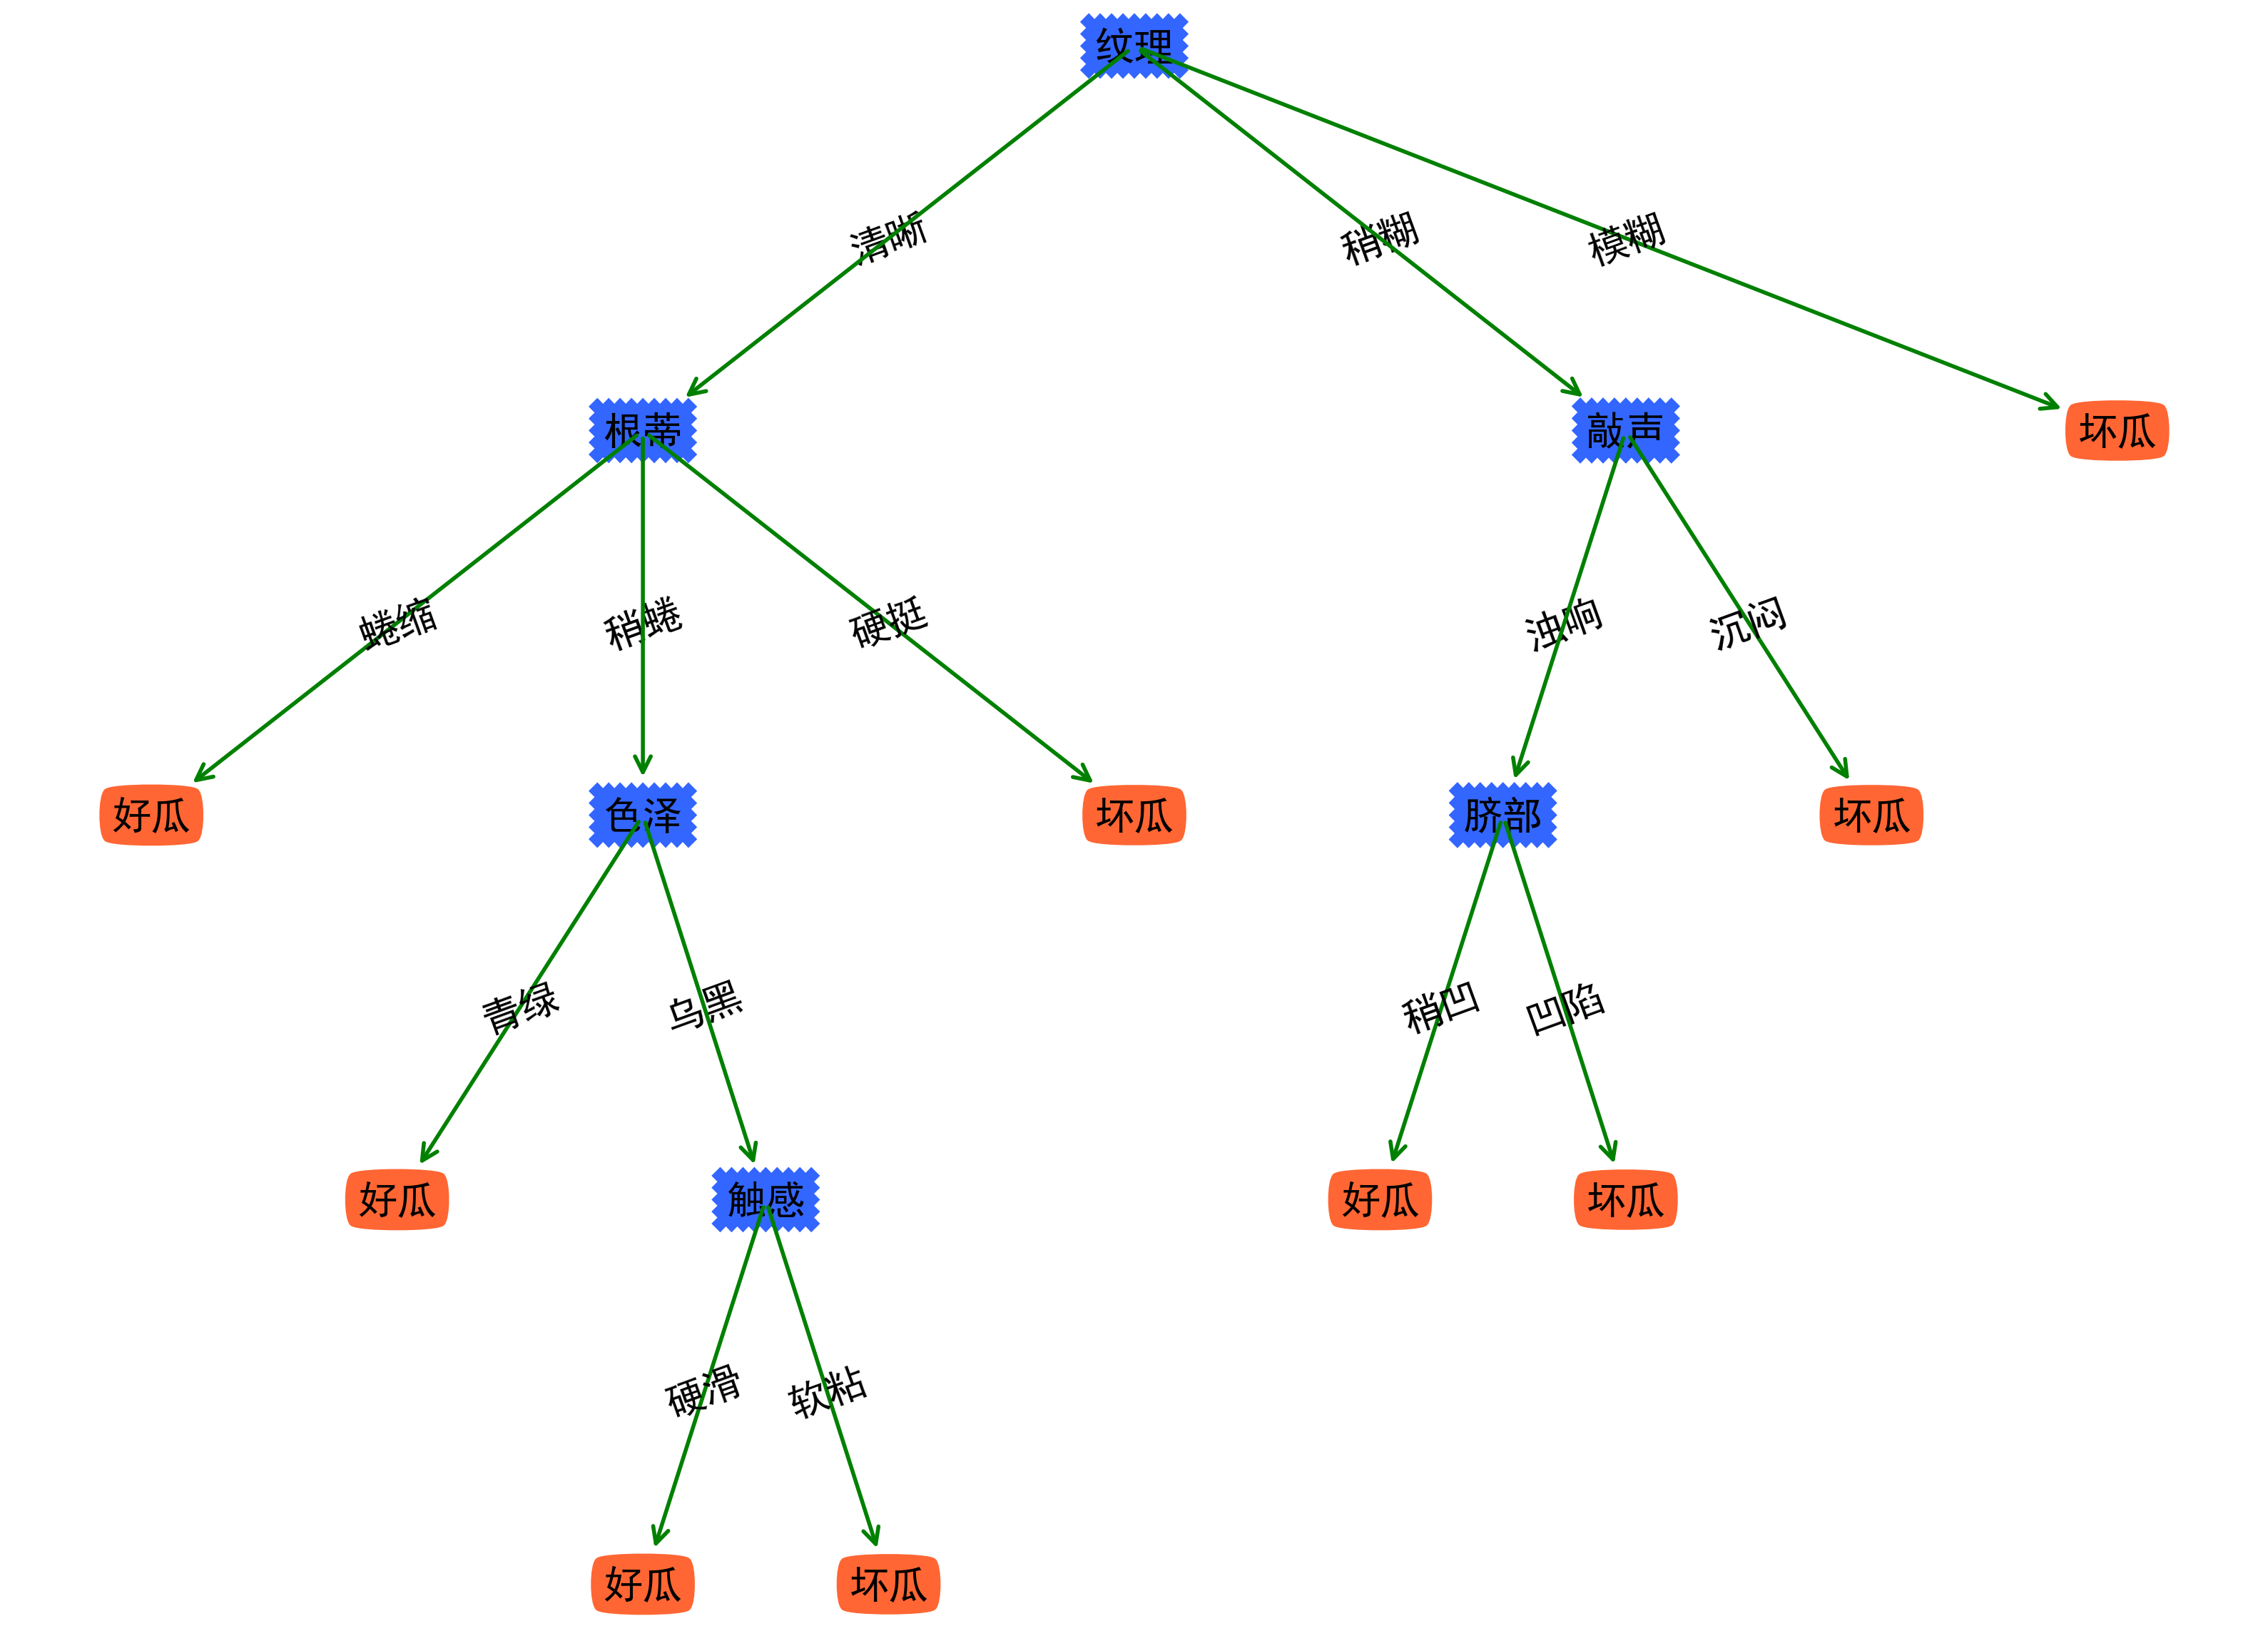 纹理
清晰
稍糊
模糊
根蒂
敲声
坏瓜
蜷缩
稍蜷
硬挺
浊响
沉闷
好瓜
色泽
坏瓜
脐部
坏瓜
青绿
乌黑
稍凹
凹陷
好瓜
触感
好瓜
坏瓜
硬滑
软粘
好瓜
坏瓜